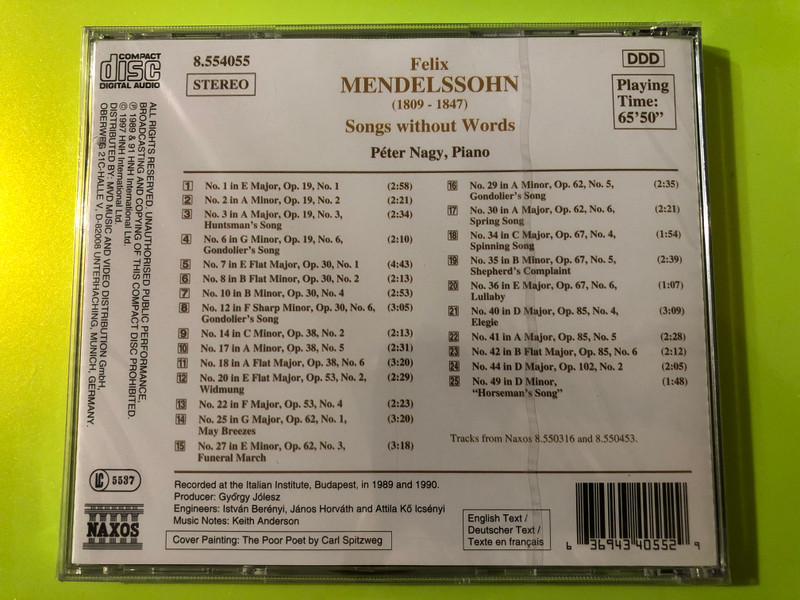 COMPACT
disc
DIGITAL AUDIO
8.554055
STEREO
Felix
MENDELSSOHN
(1809 - 1847)
Songs without Words
Péter Nagy, Piano
DDD
Playing
Time:
65'50"
1 No. 1 in E Major, Op. 19, No. 1 (2:58)
2 No. 2 in A Minor, Op. 19, No. 2 (2:21)
3 No. 3 in A Major, Op. 19, No. 3, (2:34)
Huntsman's Song
4 No. 6 in G Minor, Op. 19, No. 6, (2:10)
Gondolier's Song
5 No. 7 in E Flat Major, Op. 30, No. 1 (4:43)
6 No. 8 in B Flat Minor, Op. 30, No. 2 (2:13)
7 No. 10 in B Minor, Op. 30, No. 4 (2:53)
8 No. 12 in F Sharp Minor, Op. 30, No. 6, (3:05)
Gondolier's Song
9 No. 14 in C Minor, Op. 38, No. 2 (2:13)
10 No. 17 in A Minor, Op. 38, No. 5 (2:31)
11 No. 18 in A Flat Major, Op. 38, No. 6 (3:20)
12 No. 20 in E Flat Major, Op. 53, No. 2, (2:29)
Widmung
13 No. 22 in F Major, Op. 53, No. 4 (2:23)
14 No. 25 in G Major, Op. 62, No. 1, (3:20)
May Breezes
15 No. 27 in E Minor, Op. 62, No. 3, (3:18)
Funeral March
16 No. 29 in A Minor, Op. 62, No. 5, (2:35)
Gondolier's Song
17 No. 30 in A Major, Op. 62, No. 6, (2:21)
Spring Song
18 No. 34 in C Major, Op. 67, No. 4, (1:54)
Spinning Song
19 No. 35 in B Minor, Op. 67, No. 5, (2:39)
Shepherd's Complaint
20 No. 36 in E Major, Op. 67, No. 6, (1:07)
Lullaby
21 No. 40 in D Major, Op. 85, No. 4, (3:09)
Elegie
22 No. 41 in A Major, Op. 85, No. 5 (2:28)
23 No. 42 in B Flat Major, Op. 85, No. 6 (2:12)
24 No. 44 in D Major, Op. 102, No. 2 (2:05)
25 No. 49 in D Minor, (1:48)
"Horseman's Song"
Tracks from Naxos 8.550316 and 8.550453.
ALL RIGHTS RESERVED. UNAUTHORISED PUBLIC PERFORMANCE,
BROADCASTING AND COPYING OF THIS COMPACT DISC PROHIBITED.
℗ 1989 & 91 HNH International Ltd.
© 1997 HNH International Ltd.
DISTRIBUTED BY: MVD MUSIC AND VIDEO DISTRIBUTION GmbH,
OBERWEG 21C-HALLE V, D-82008 UNTERHACHING, MUNICH, GERMANY.
LC 5537
NAXOS
Recorded at the Italian Institute, Budapest, in 1989 and 1990.
Producer: György Jólesz
Engineers: István Berényi, János Horváth and Attila Kő Icsényi
Music Notes: Keith Anderson
Cover Painting: The Poor Poet by Carl Spitzweg
English Text /
Deutscher Text /
Texte en français
6 36943 40552 9